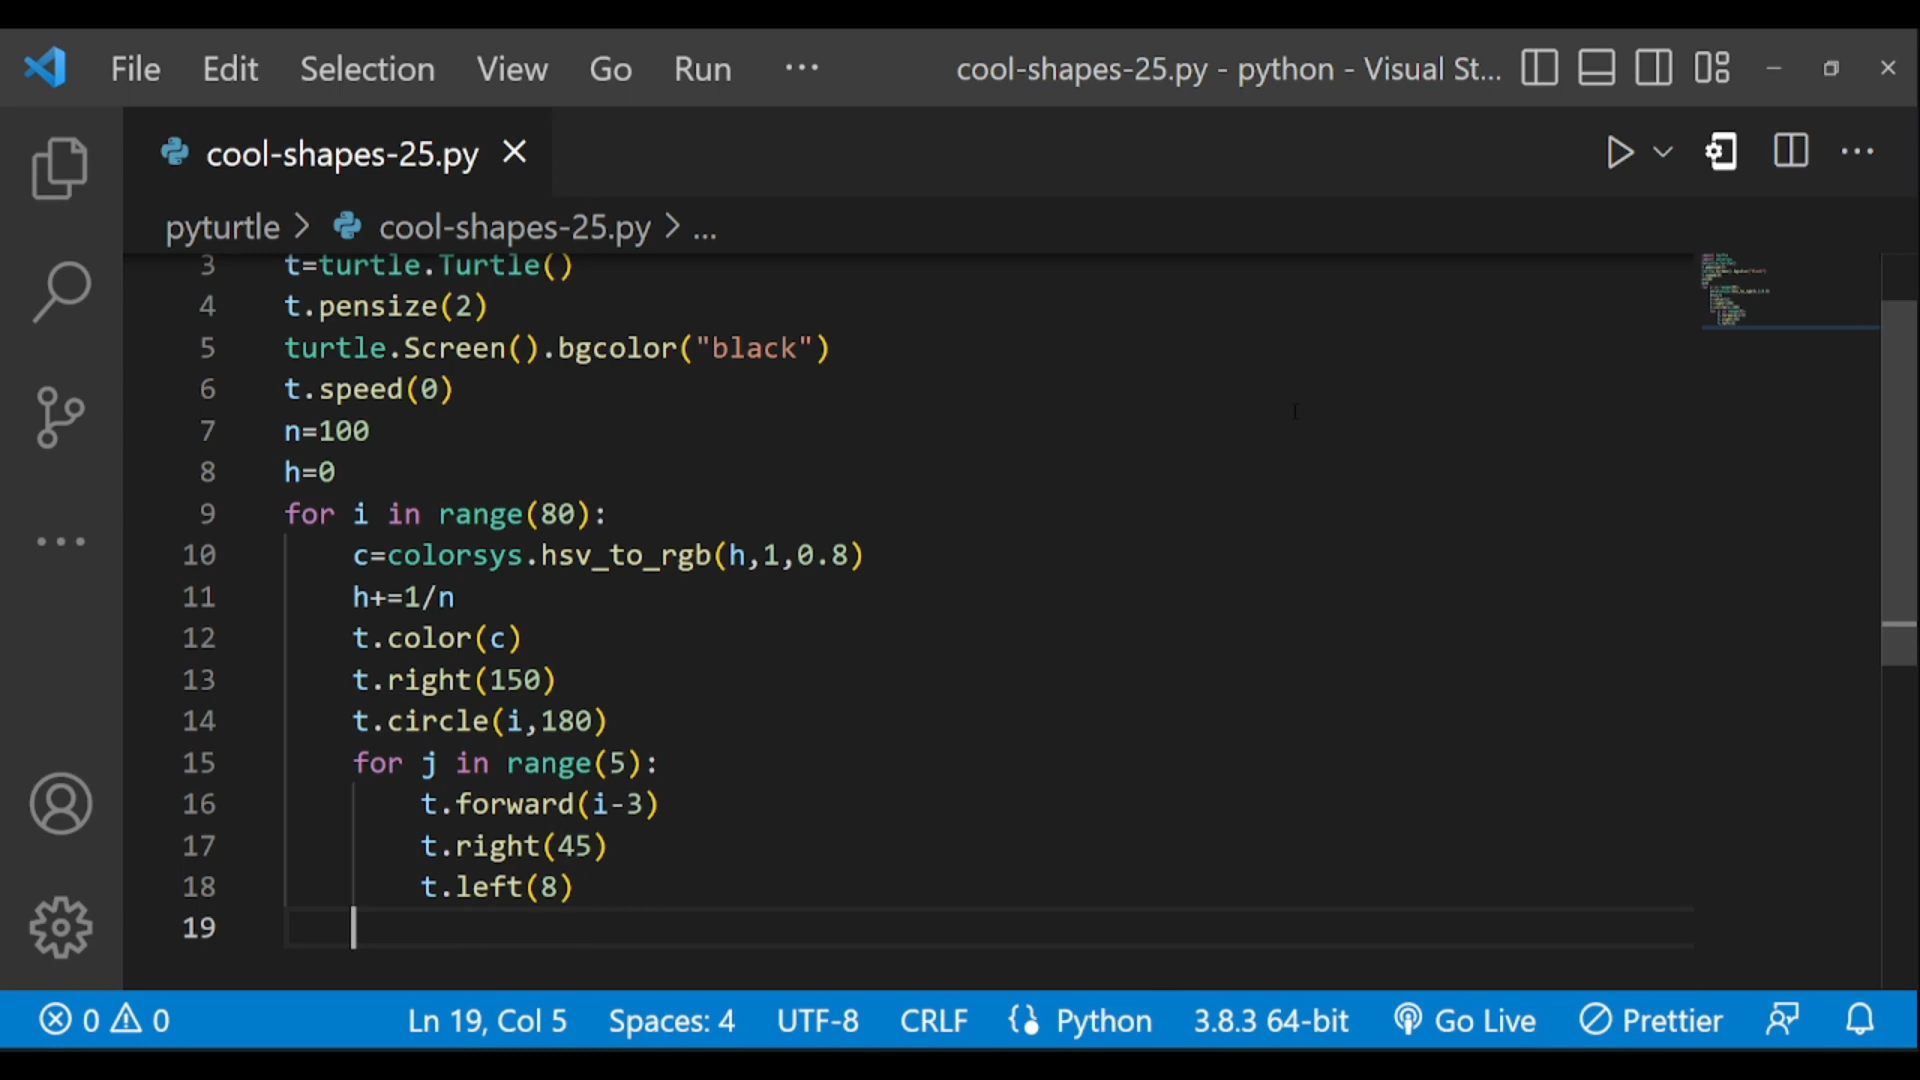 File Edit Selection View Go Run ... cool-shapes-25.py - python - Visual St...
cool-shapes-25.py
pyturtle > cool-shapes-25.py > ...
3 t=turtle.Turtle()
4 t.pensize(2)
5 turtle.Screen().bgcolor("black")
6 t.speed(0)
7 n=100
8 h=0
9 for i in range(80):
10     c=colorsys.hsv_to_rgb(h,1,0.8)
11     h+=1/n
12     t.color(c)
13     t.right(150)
14     t.circle(i,180)
15     for j in range(5):
16         t.forward(i-3)
17         t.right(45)
18         t.left(8)
19
0 0 Ln 19, Col 5 Spaces: 4 UTF-8 CRLF Python 3.8.3 64-bit Go Live Prettier